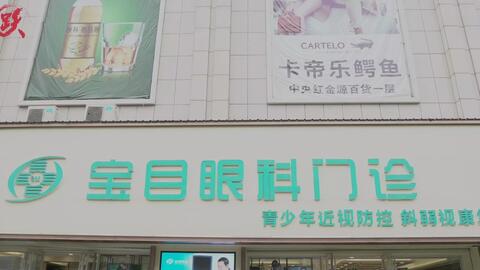 跃
CARTELO
卡帝乐鳄鱼
中央红金源百货一层
宝目眼科门诊
青少年近视防控 斜弱视康